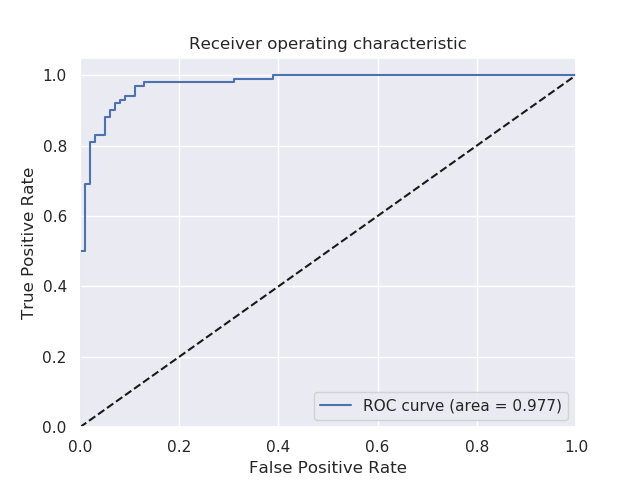 Receiver operating characteristic
True Positive Rate
1.0
0.8
0.6
0.4
0.2
0.0
ROC curve (area = 0.977)
0.0 0.2 0.4 0.6 0.8 1.0
False Positive Rate